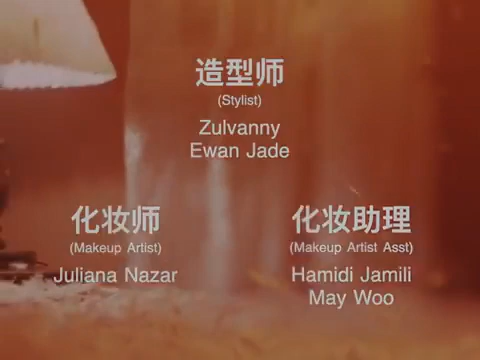 造型师
(Stylist)
Zulvanny
Ewan Jade
化妆师
(Makeup Artist)
Juliana Nazar
化妆助理
(Makeup Artist Asst)
Hamidi Jamili
May Woo